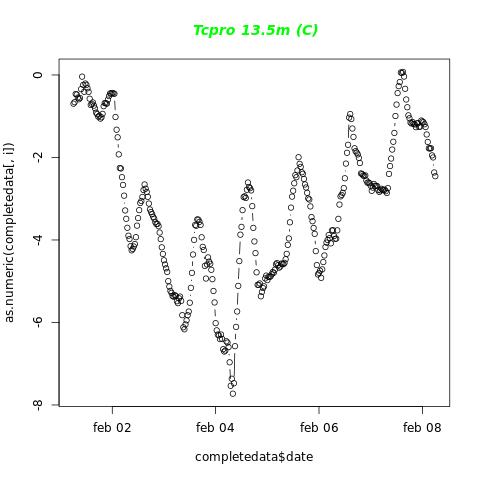 Tcpro 13.5m (C)
as.numeric(completedata[, i])
0
-2
-4
-6
-8
feb 02
feb 04
feb 06
feb 08
completedata$date